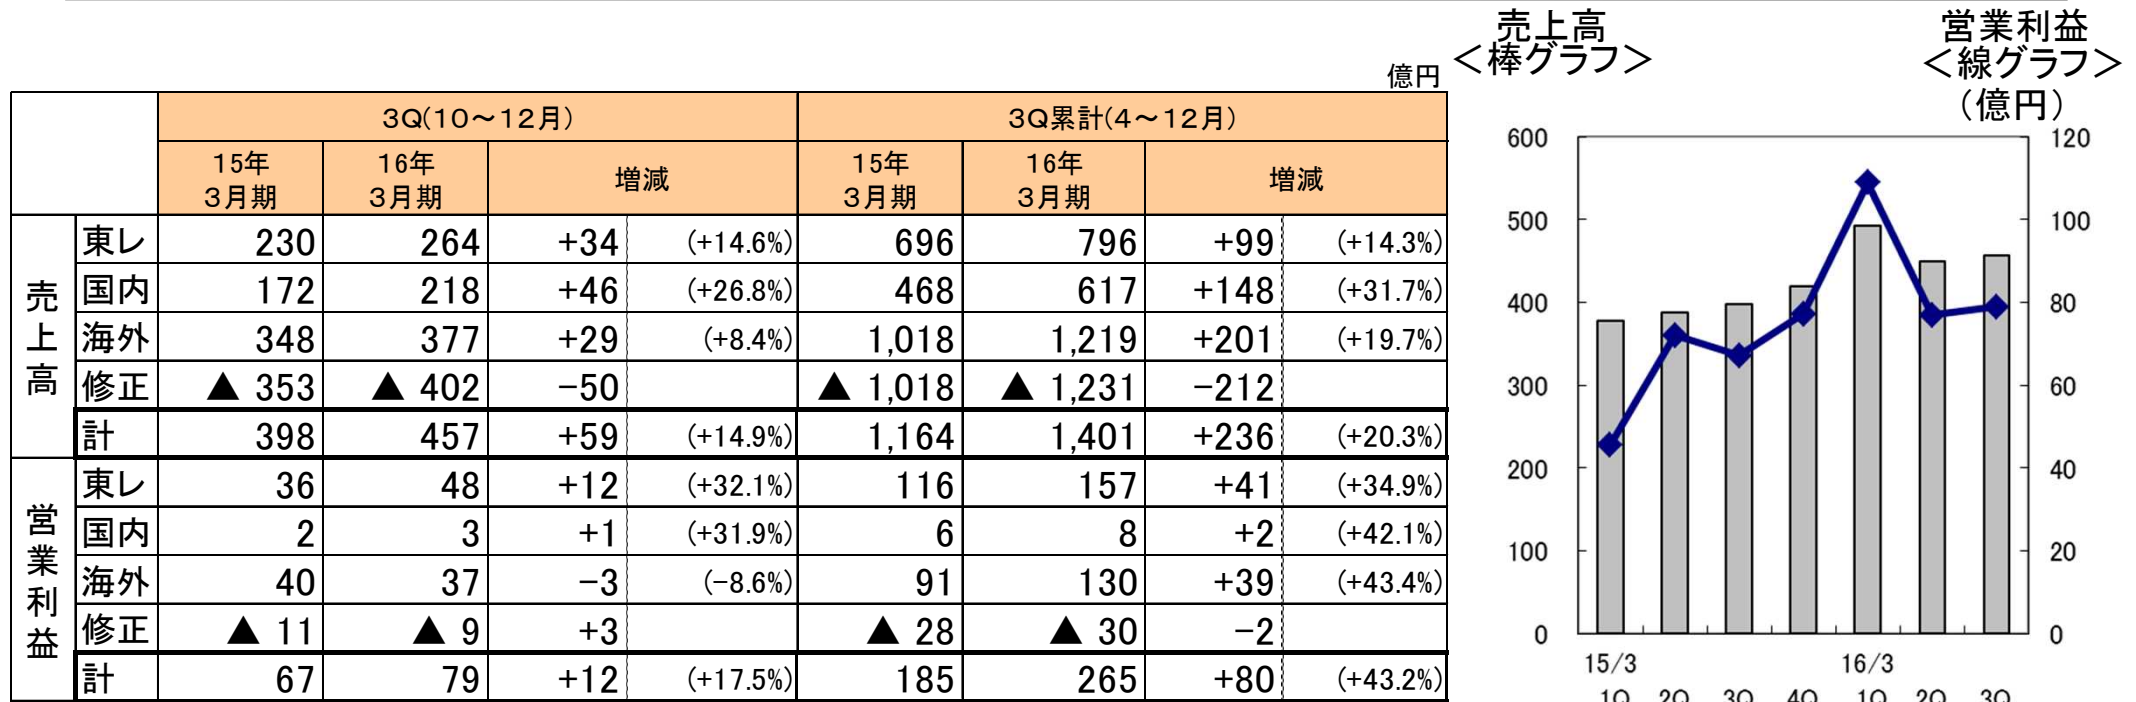 億円
3Q(10～12月) 3Q累計(4～12月)
15年 16年 増減 15年 16年 増減
3月期 3月期 3月期 3月期
売上高
東レ 230 264 +34 (+14.6%) 696 796 +99 (+14.3%)
国内 172 218 +46 (+26.8%) 468 617 +148 (+31.7%)
海外 348 377 +29 (+8.4%) 1,018 1,219 +201 (+19.7%)
修正 ▲ 353 ▲ 402 −50 ▲ 1,018 ▲ 1,231 −212
計 398 457 +59 (+14.9%) 1,164 1,401 +236 (+20.3%)
営業利益
東レ 36 48 +12 (+32.1%) 116 157 +41 (+34.9%)
国内 2 3 +1 (+31.9%) 6 8 +2 (+42.1%)
海外 40 37 −3 (−8.6%) 91 130 +39 (+43.4%)
修正 ▲ 11 ▲ 9 +3 ▲ 28 ▲ 30 −2
計 67 79 +12 (+17.5%) 185 265 +80 (+43.2%)
売上高
＜棒グラフ＞
営業利益
＜線グラフ＞
(億円)
600 120
500 100
400 80
300 60
200 40
100 20
0 0
15/3 16/3
1Q 2Q 3Q 4Q 1Q 2Q 3Q